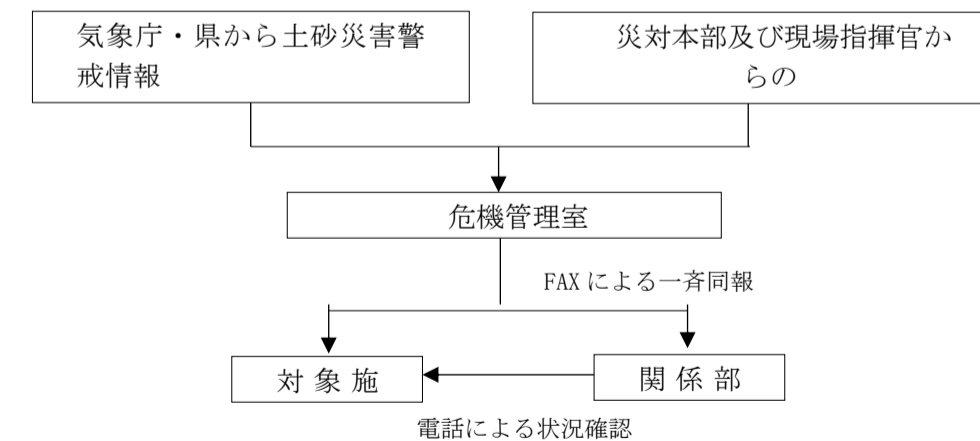 気象庁・県から土砂災害警
戒情報
災対本部及び現場指揮官か
らの
危機管理室
FAX による一斉同報
対 象 施
関 係 部
電話による状況確認